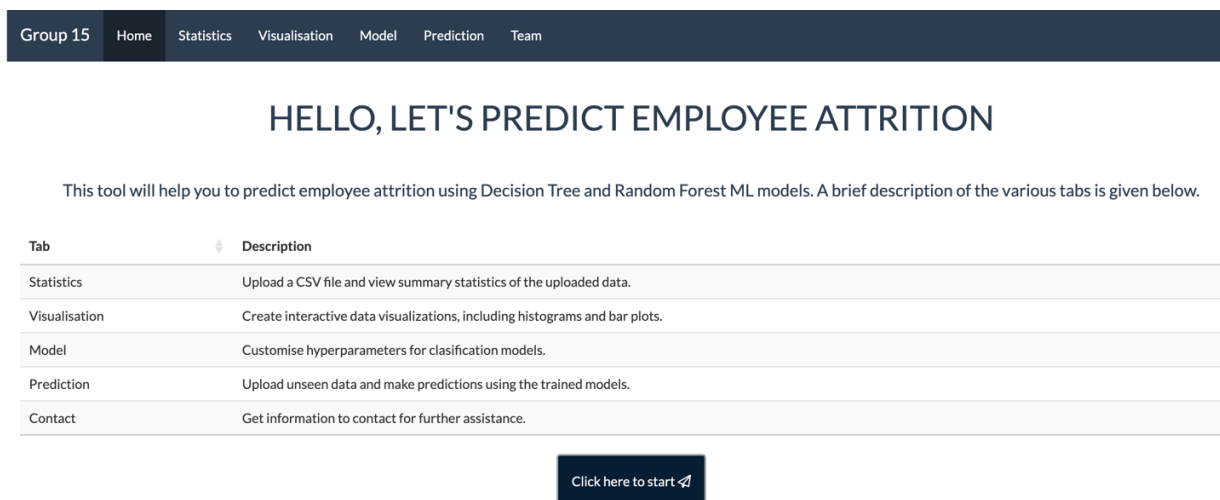 Group 15 Home Statistics Visualisation Model Prediction Team
HELLO, LET'S PREDICT EMPLOYEE ATTRITION
This tool will help you to predict employee attrition using Decision Tree and Random Forest ML models. A brief description of the various tabs is given below.
Tab Description
Statistics Upload a CSV file and view summary statistics of the uploaded data.
Visualisation Create interactive data visualizations, including histograms and bar plots.
Model Customise hyperparameters for clasification models.
Prediction Upload unseen data and make predictions using the trained models.
Contact Get information to contact for further assistance.
Click here to start